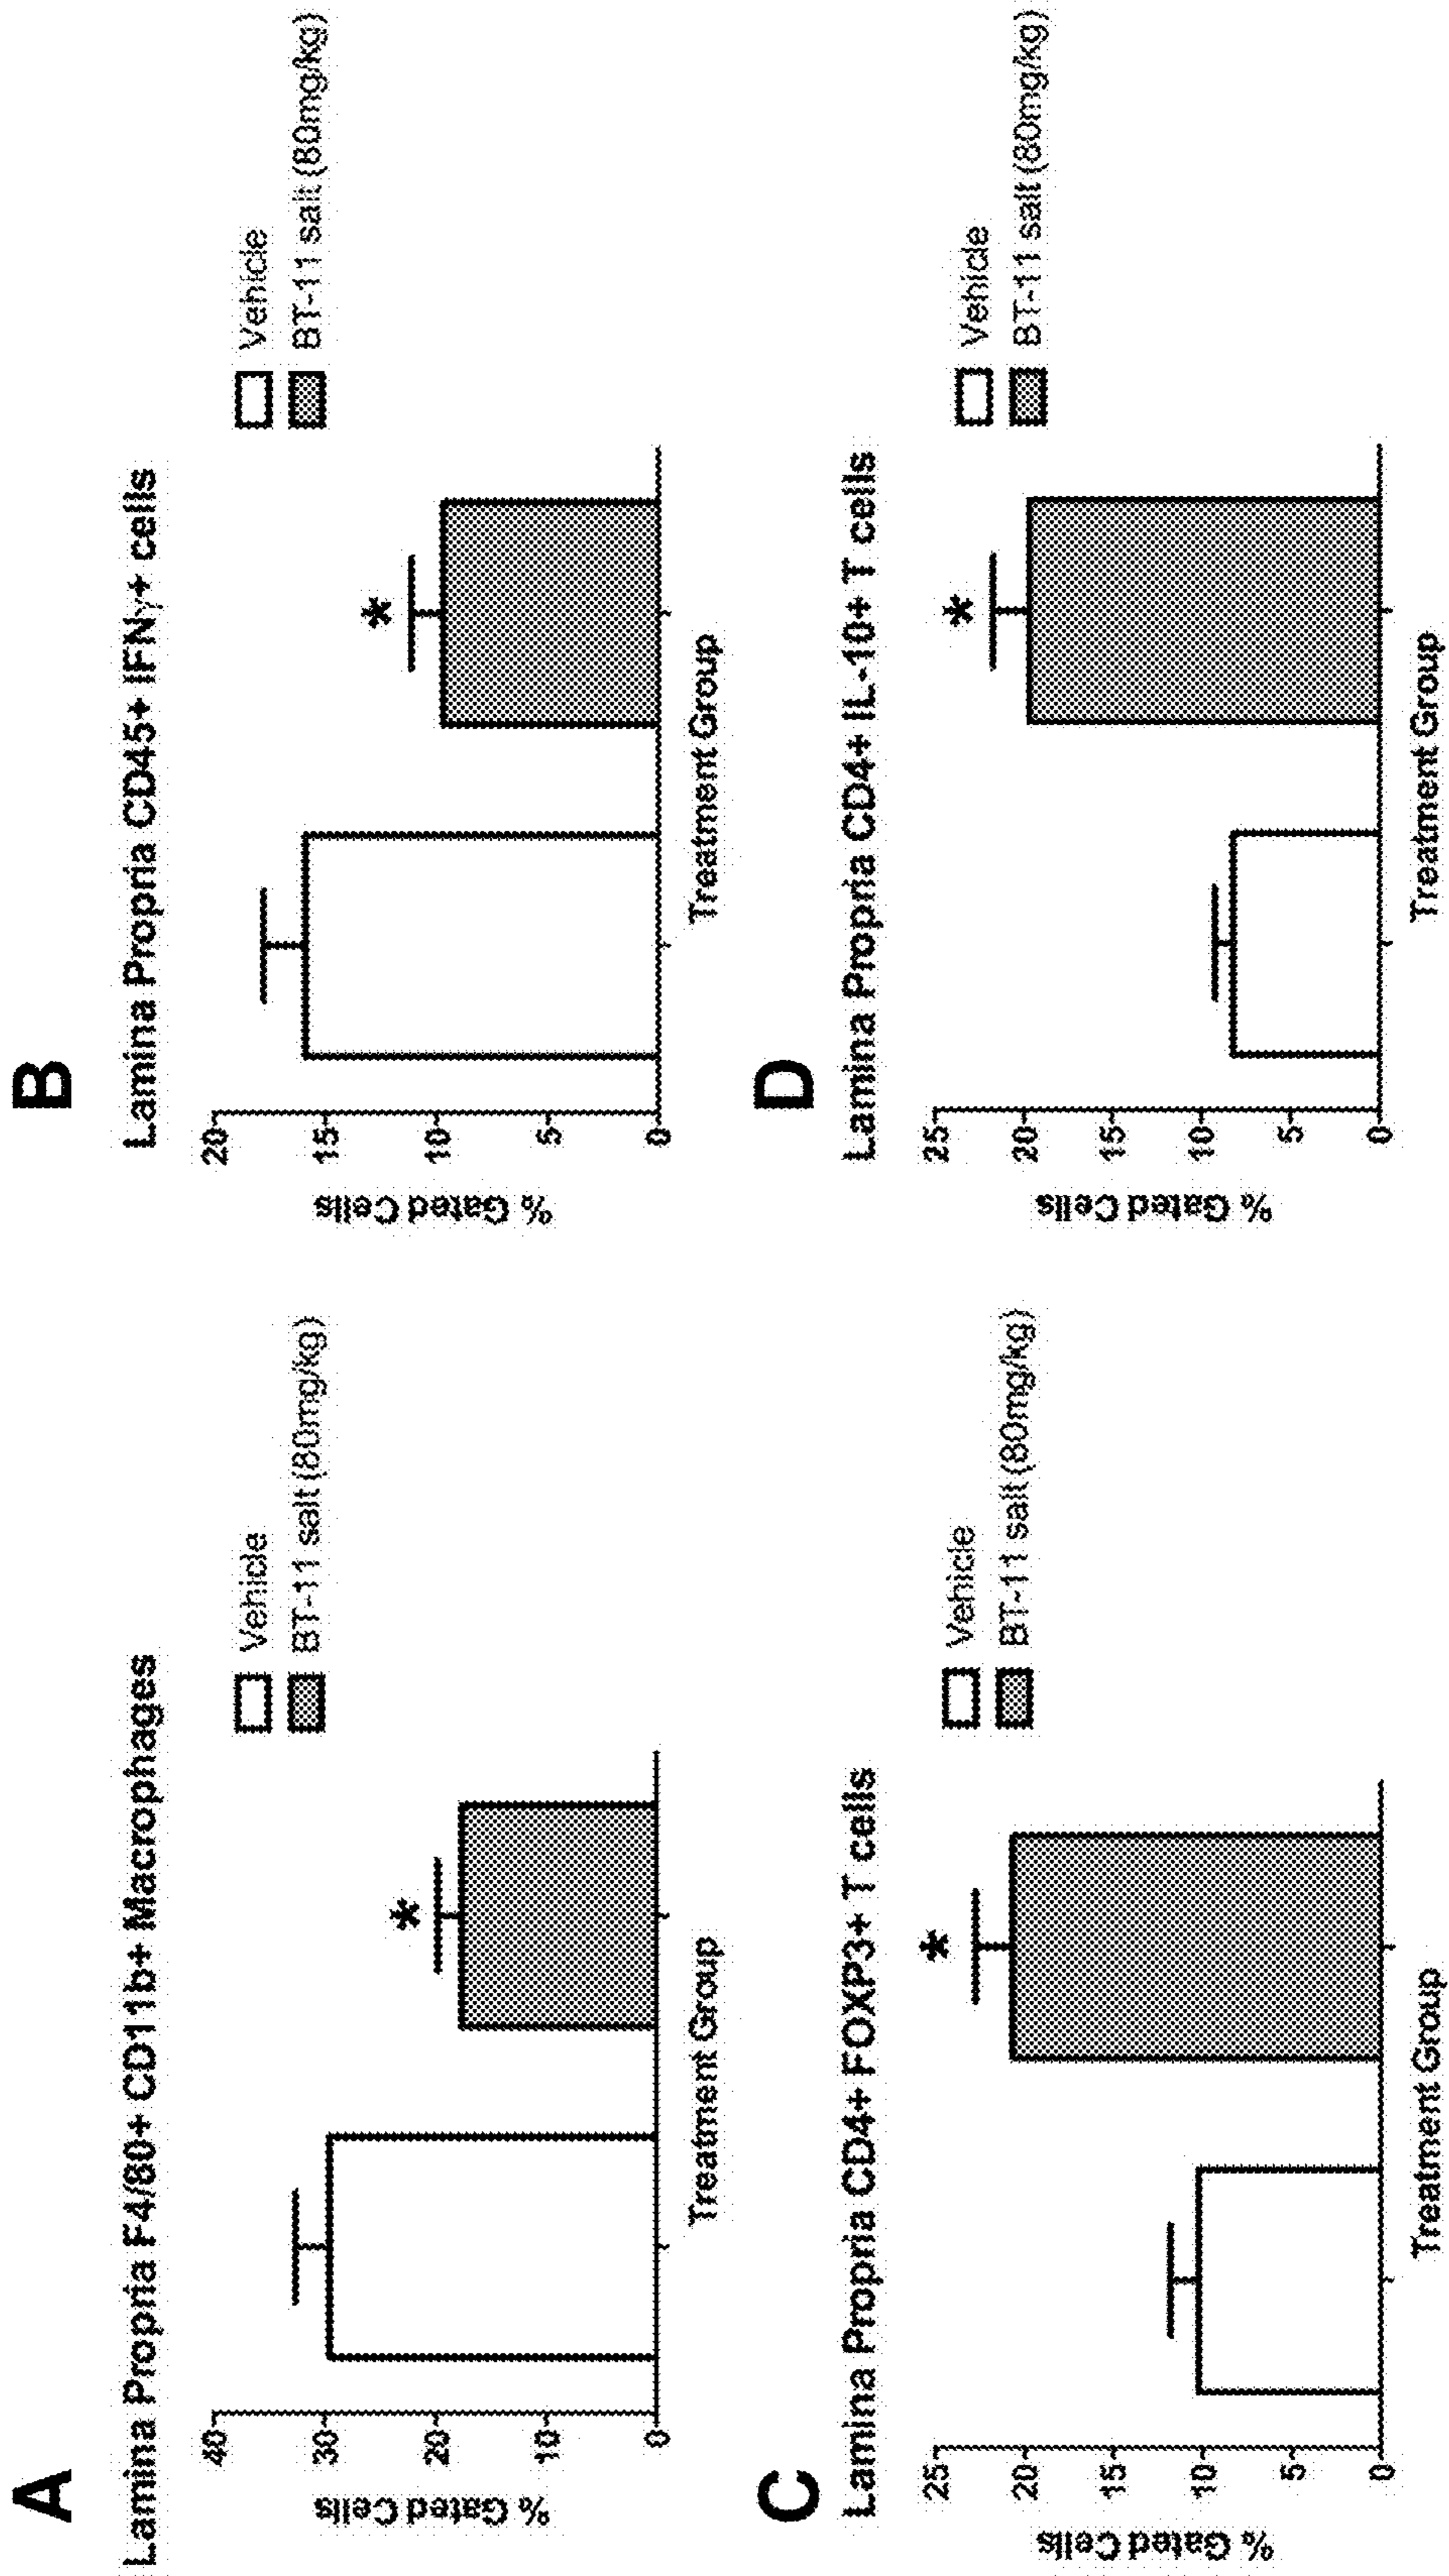 A
Lamina Propria F4/80+ CD11b+ Macrophages
% Gated Cells
40
30
20
10
0
*
Treatment Group
Vehicle
BT-11 salt (80mg/kg)
B
Lamina Propria CD45+ IFNγ+ cells
% Gated Cells
20
15
10
5
0
*
Treatment Group
Vehicle
BT-11 salt (80mg/kg)
C
Lamina Propria CD4+ FOXP3+ T cells
% Gated Cells
25
20
15
10
5
0
*
Treatment Group
Vehicle
BT-11 salt (80mg/kg)
D
Lamina Propria CD4+ IL-10+ T cells
% Gated Cells
25
20
15
10
5
0
*
Treatment Group
Vehicle
BT-11 salt (80mg/kg)